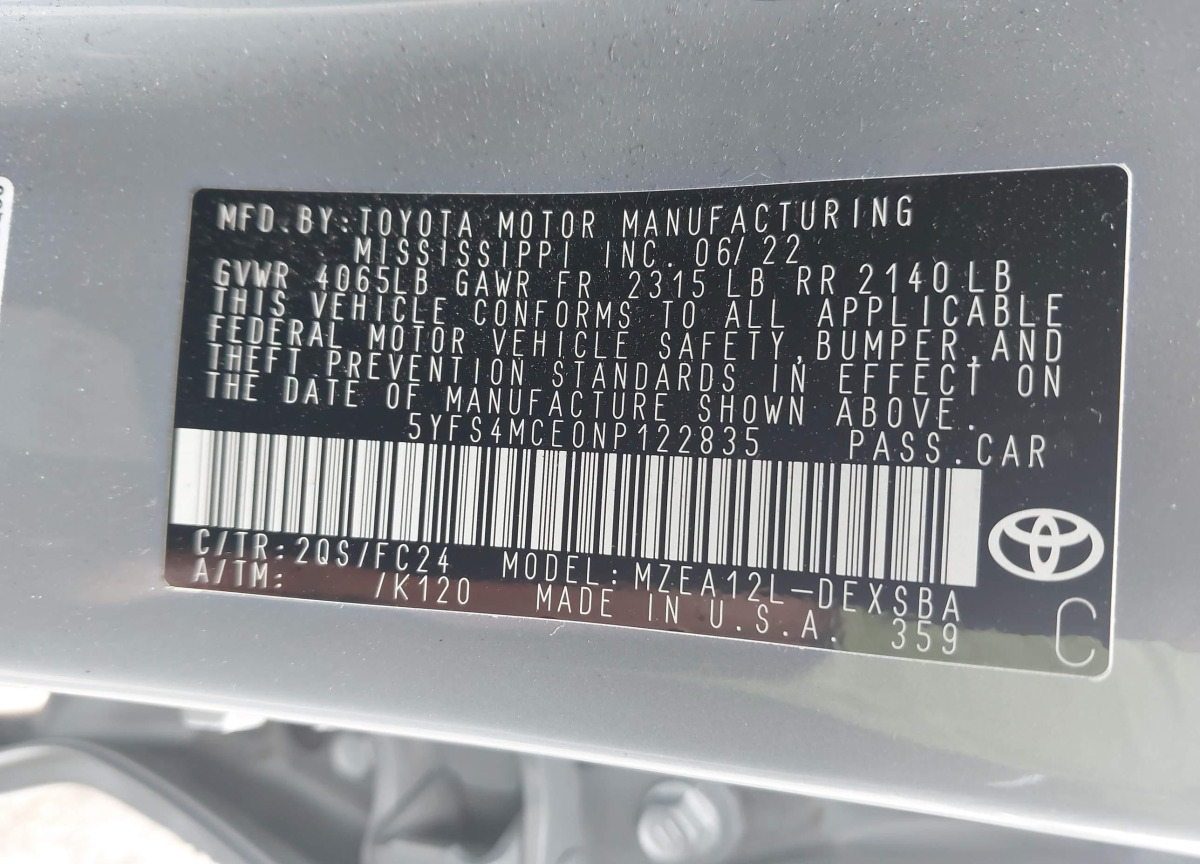 MFD.BY:TOYOTA MOTOR MANUFACTURING
MISSISSIPPI INC. 06/22
GVWR 4065LB GAWR FR 2315LB RR 2140LB
THIS VEHICLE CONFORMS TO ALL APPLICABLE
FEDERAL MOTOR VEHICLE SAFETY,BUMPER,AND
THEFT PREVENTION STANDARDS IN EFFECT ON
THE DATE OF MANUFACTURE SHOWN ABOVE.
5YFS4MCE0NP122835 PASS.CAR
C/TR:2QS/FC24 MODEL:MZEA12L-DEXSBA
A/TM: /K120 MADE IN U.S.A. 359
C